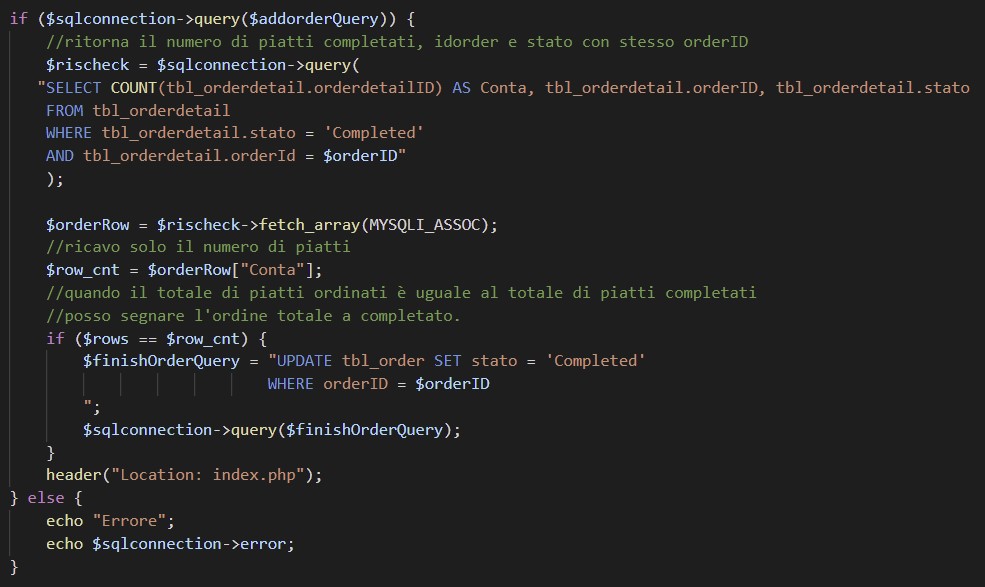 if ($sqlconnection->query($addorderQuery)) {
//ritorna il numero di piatti completati, idorder e stato con stesso orderID
$rischeck = $sqlconnection->query(
"SELECT COUNT(tbl_orderdetail.orderdetailID) AS Conta, tbl_orderdetail.orderID, tbl_orderdetail.stato
FROM tbl_orderdetail
WHERE tbl_orderdetail.stato = 'Completed'
AND tbl_orderdetail.orderId = $orderID"
);
$orderRow = $rischeck->fetch_array(MYSQLI_ASSOC);
//ricavo solo il numero di piatti
$row_cnt = $orderRow["Conta"];
//quando il totale di piatti ordinati è uguale al totale di piatti completati
//posso segnare l'ordine totale a completato.
if ($rows == $row_cnt) {
$finishOrderQuery = "UPDATE tbl_order SET stato = 'Completed'
WHERE orderID = $orderID
";
$sqlconnection->query($finishOrderQuery);
}
header("Location: index.php");
} else {
echo "Errore";
echo $sqlconnection->error;
}